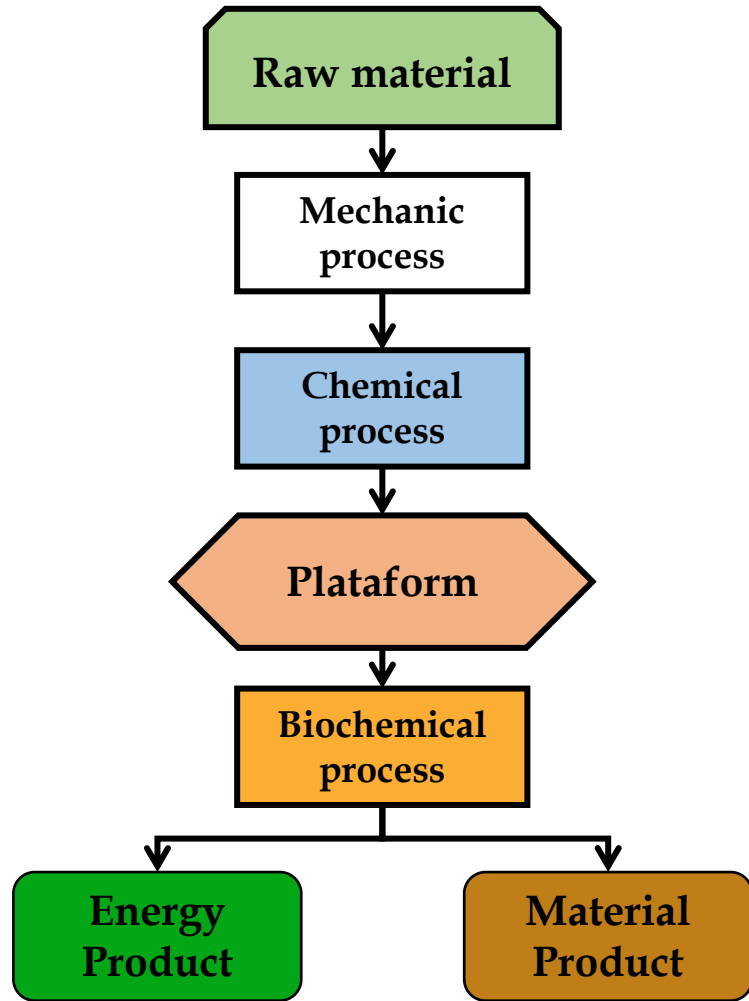 Raw material
Mechanic
process
Chemical
process
Plataform
Biochemical
process
Energy
Product
Material
Product